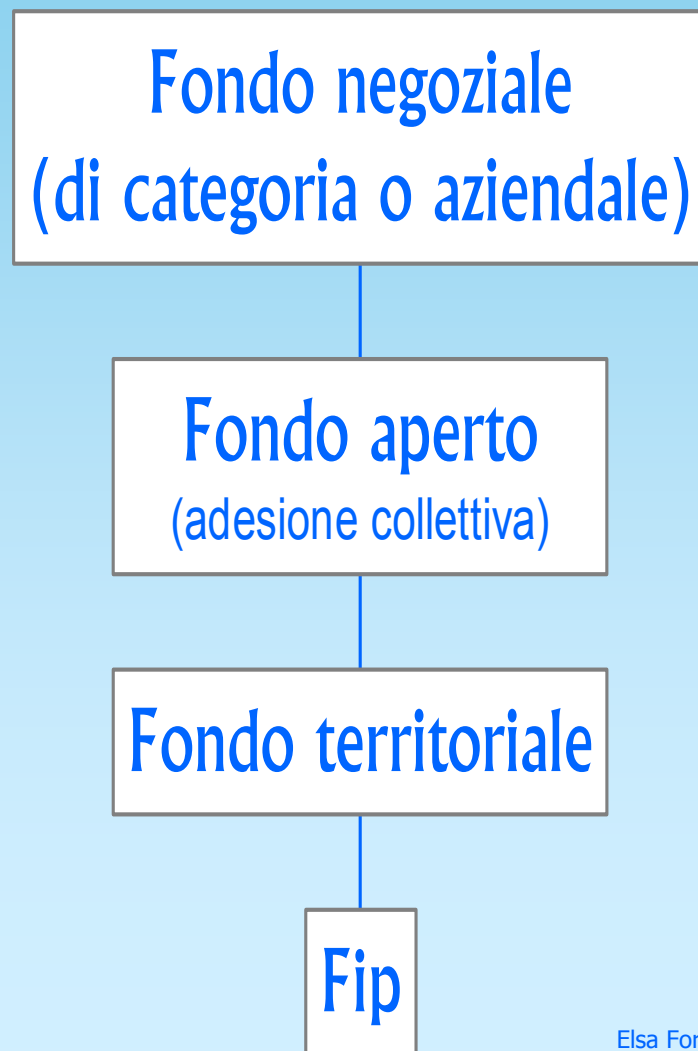 Fondo negoziale
(di categoria o aziendale)
Fondo aperto
(adesione collettiva)
Fondo territoriale
Fip
Elsa For